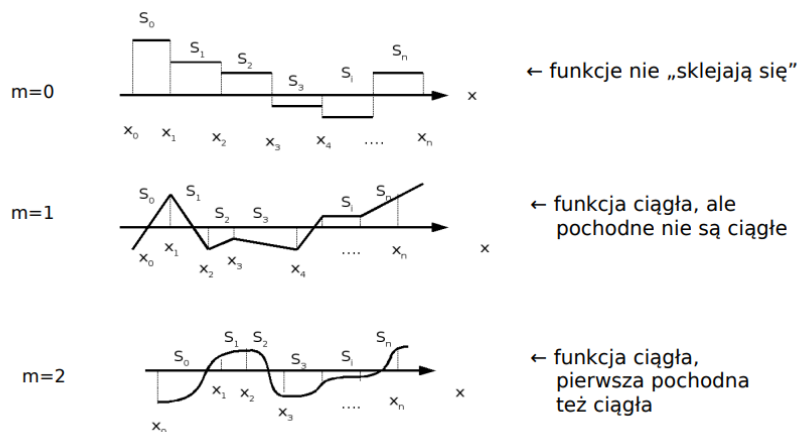 S₀
S₁
S₂
S₃
Sᵢ
Sₙ
← funkcje nie „sklejają się”
m=0
x
x₀ x₁ x₂ x₃ x₄ .... xₙ
S₀ S₁ S₂ S₃ Sᵢ Sₙ
← funkcja ciągła, ale
pochodne nie są ciągłe
m=1
x₀ x₁ x₂ x₃ x₄ .... xₙ x
S₀ S₁ S₂ S₃ Sᵢ Sₙ
← funkcja ciągła,
pierwsza pochodna
też ciągła
m=2
x₀ x₁ x₂ x₃ .... xₙ x